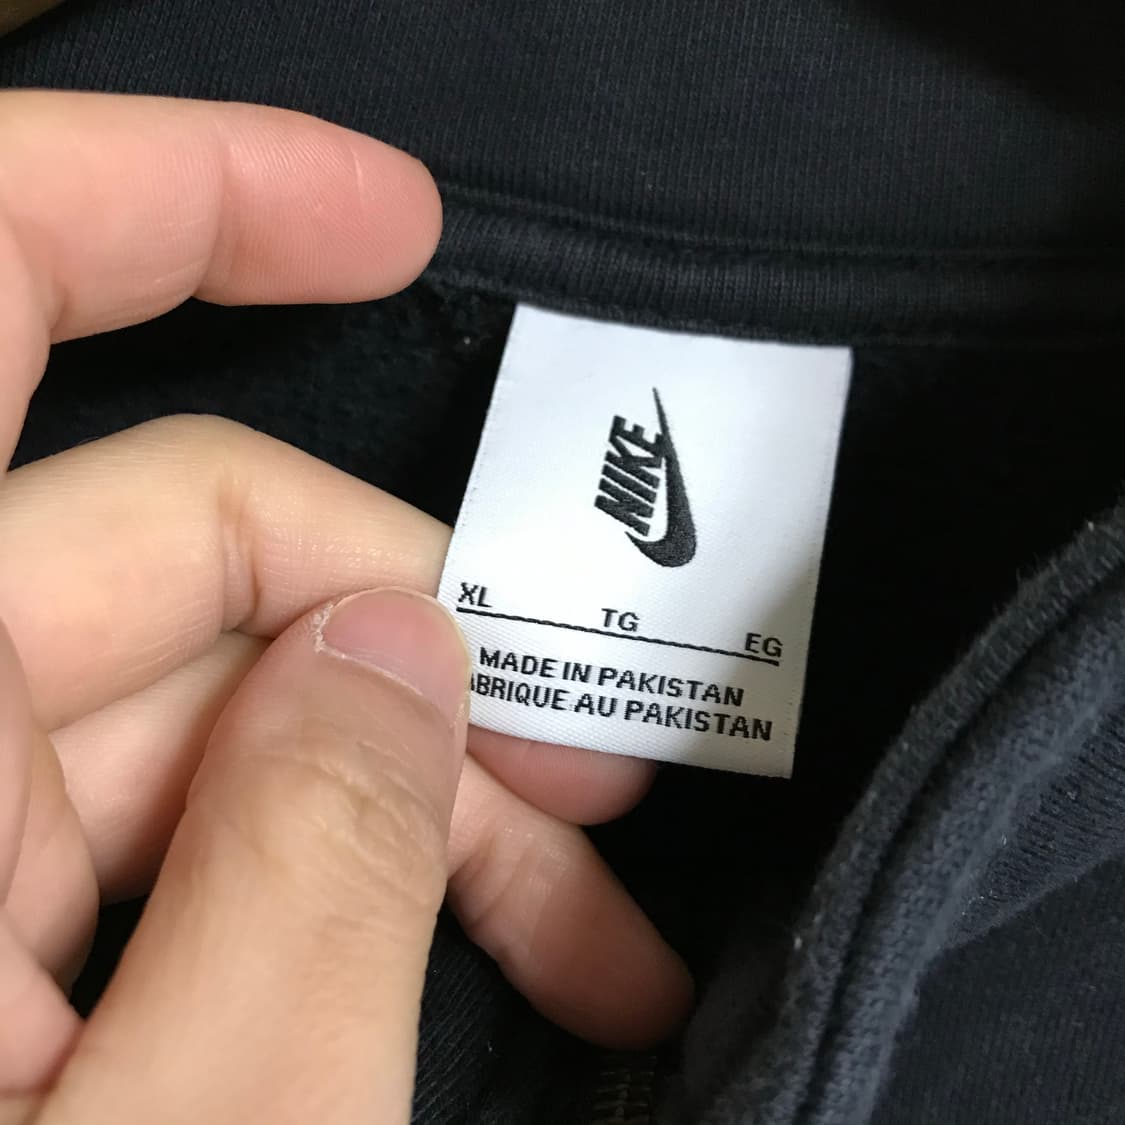 NIKE
XL TG EG
MADE IN PAKISTAN
ABRIQUE AU PAKISTAN